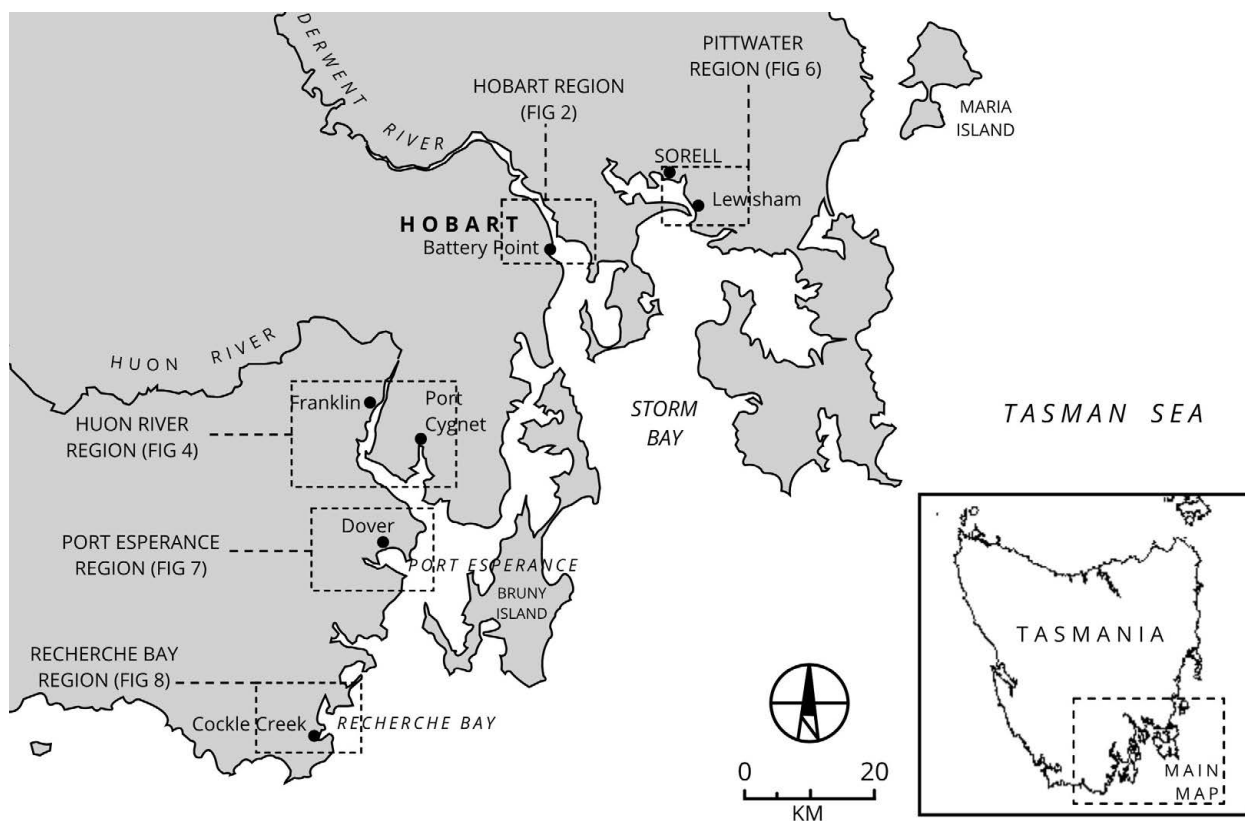 DERWENT RIVER
HOBART REGION
(FIG 2)
PITTWATER
REGION (FIG 6)
MARIA
ISLAND
SORELL
Lewisham
HOBART
Battery Point
HUON RIVER
Franklin
Port
Cygnet
HUON RIVER
REGION (FIG 4)
STORM
BAY
TASMAN SEA
Dover
PORT ESPERANCE
REGION (FIG 7)
PORT ESPERANCE
BRUNY
ISLAND
RECHERCHE BAY
REGION (FIG 8)
Cockle Creek
RECHERCHE BAY
N
0 20
KM
TASMANIA
MAIN
MAP